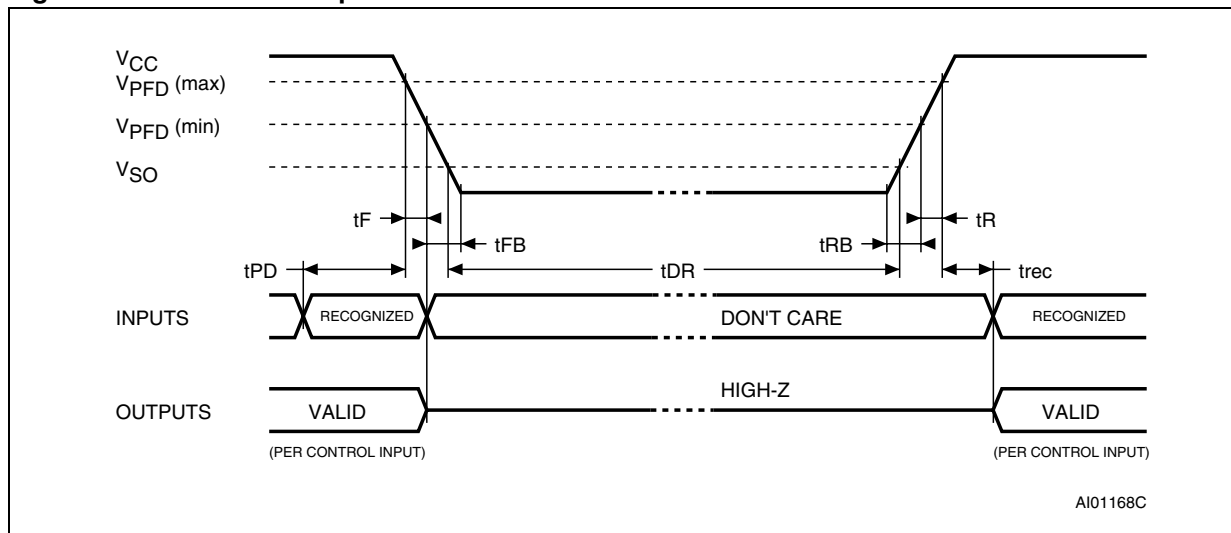 VCC
VPFD (max)
VPFD (min)
VSO
tF
tR
tFB
tRB
tPD
tDR
trec
INPUTS
RECOGNIZED
DON'T CARE
RECOGNIZED
HIGH-Z
OUTPUTS
VALID
VALID
(PER CONTROL INPUT)
(PER CONTROL INPUT)
AI01168C